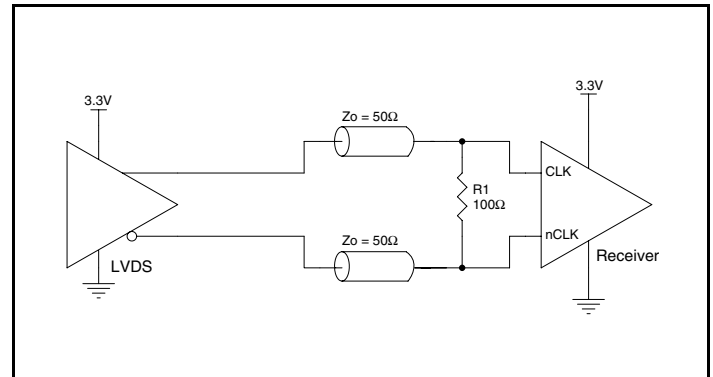 3.3V
3.3V
Zo = 50Ω
CLK
R1
100Ω
Zo = 50Ω
nCLK
Receiver
LVDS